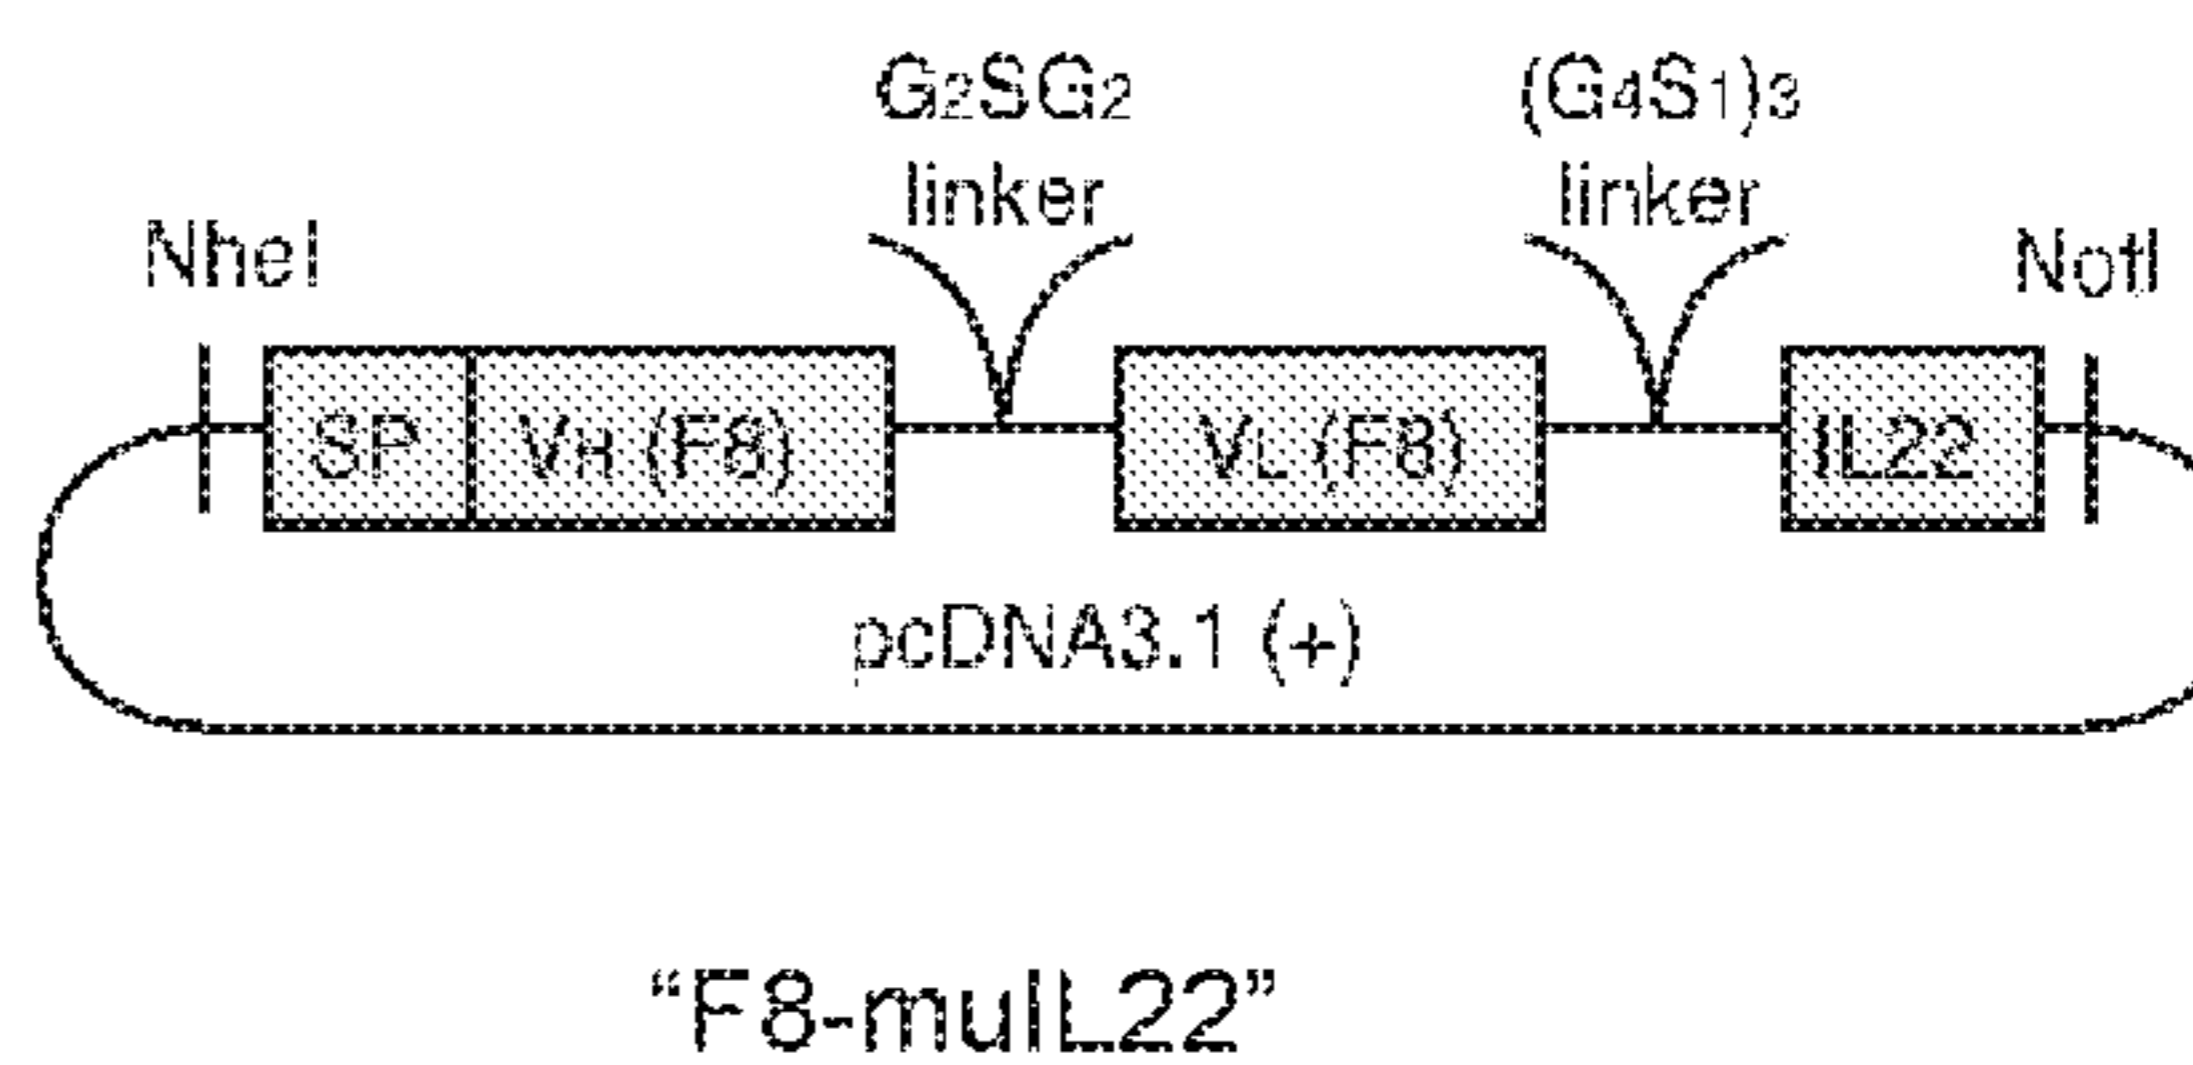 G2SG2
linker
(G4S1)3
linker
NheI
NotI
SP
VH (F8)
VL (F8)
IL22
pcDNA3.1 (+)
“F8-muIL22”